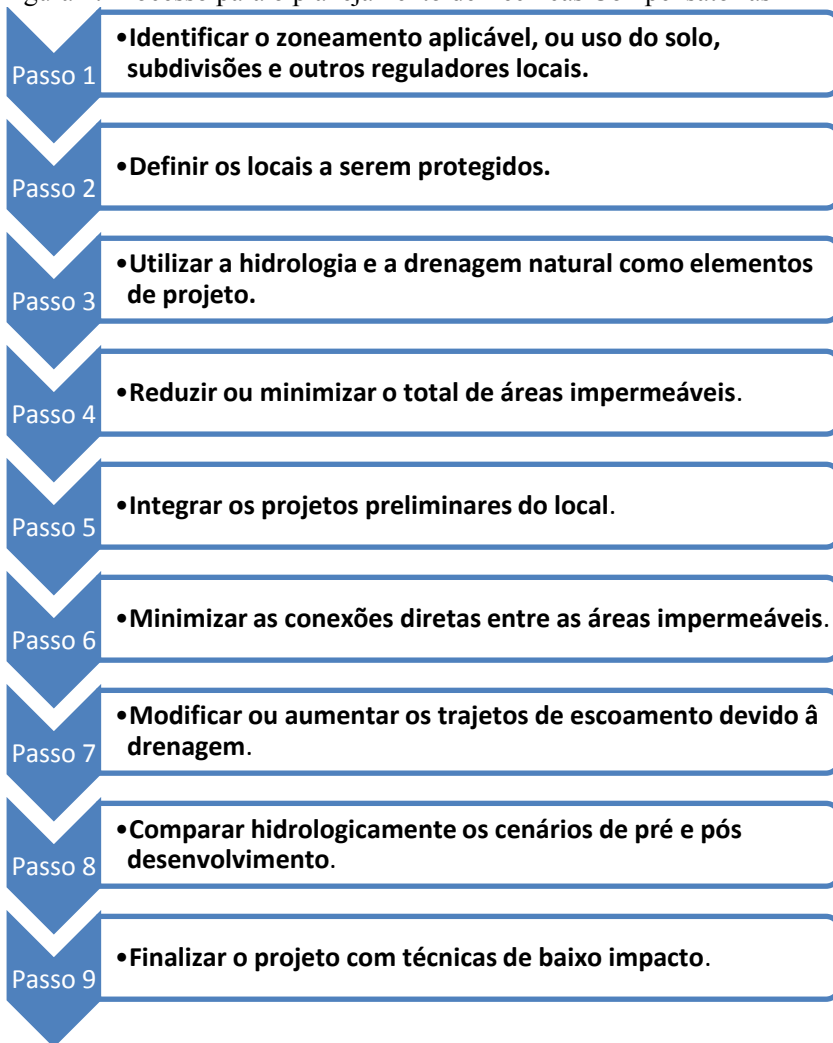 Passo 1
•Identificar o zoneamento aplicável, ou uso do solo,
subdivisões e outros reguladores locais.
Passo 2
•Definir os locais a serem protegidos.
Passo 3
•Utilizar a hidrologia e a drenagem natural como elementos
de projeto.
Passo 4
•Reduzir ou minimizar o total de áreas impermeáveis.
Passo 5
•Integrar os projetos preliminares do local.
Passo 6
•Minimizar as conexões diretas entre as áreas impermeáveis.
Passo 7
•Modificar ou aumentar os trajetos de escoamento devido â
drenagem.
Passo 8
•Comparar hidrologicamente os cenários de pré e pós
desenvolvimento.
Passo 9
•Finalizar o projeto com técnicas de baixo impacto.